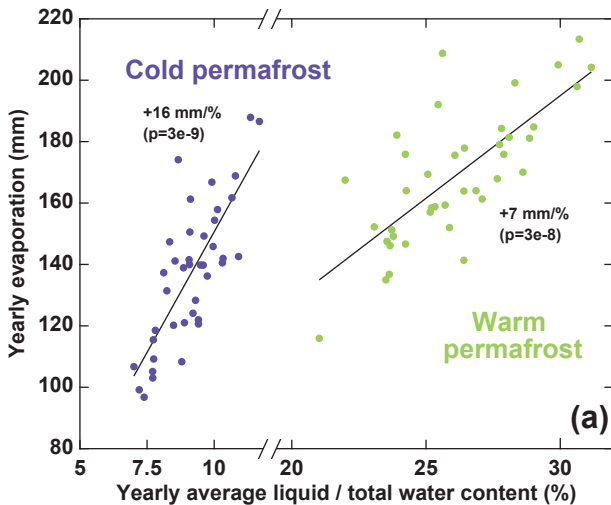 220
200
180
160
140
120
100
80
Yearly evaporation (mm)
Cold permafrost
+16 mm/%
(p=3e-9)
+7 mm/%
(p=3e-8)
Warm
permafrost
(a)
5
7.5
10
20
25
30
Yearly average liquid / total water content (%)